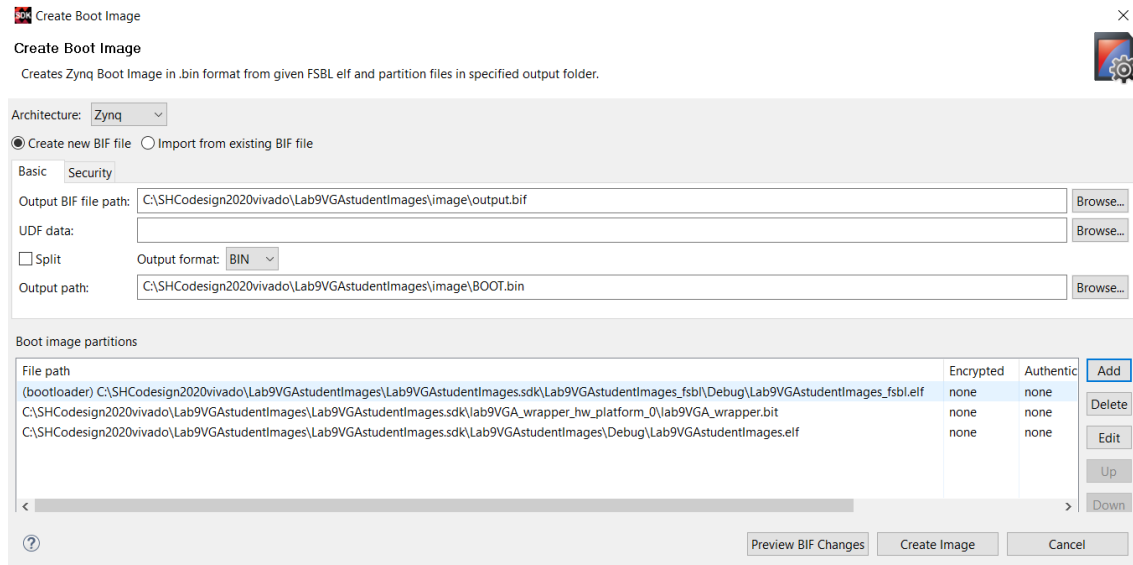 SDK Create Boot Image
Create Boot Image
Creates Zynq Boot Image in .bin format from given FSBL elf and partition files in specified output folder.
Architecture: Zynq
Create new BIF file Import from existing BIF file
Basic Security
Output BIF file path: C:\SHCodesign2020vivado\Lab9VGAstudentImages\image\output.bif Browse...
UDF data: Browse...
Split Output format: BIN
Output path: C:\SHCodesign2020vivado\Lab9VGAstudentImages\image\BOOT.bin Browse...
Boot image partitions
File path Encrypted Authentic Add
(bootloader) C:\SHCodesign2020vivado\Lab9VGAstudentImages\Lab9VGAstudentImages.sdk\Lab9VGAstudentImages_fsbl\Debug\Lab9VGAstudentImages_fsbl.elf none none
C:\SHCodesign2020vivado\Lab9VGAstudentImages\Lab9VGAstudentImages.sdk\lab9VGA_wrapper_hw_platform_0\lab9VGA_wrapper.bit none none Delete
C:\SHCodesign2020vivado\Lab9VGAstudentImages\Lab9VGAstudentImages.sdk\Lab9VGAstudentImages\Debug\Lab9VGAstudentImages.elf none none Edit
Up
Down
? Preview BIF Changes Create Image Cancel